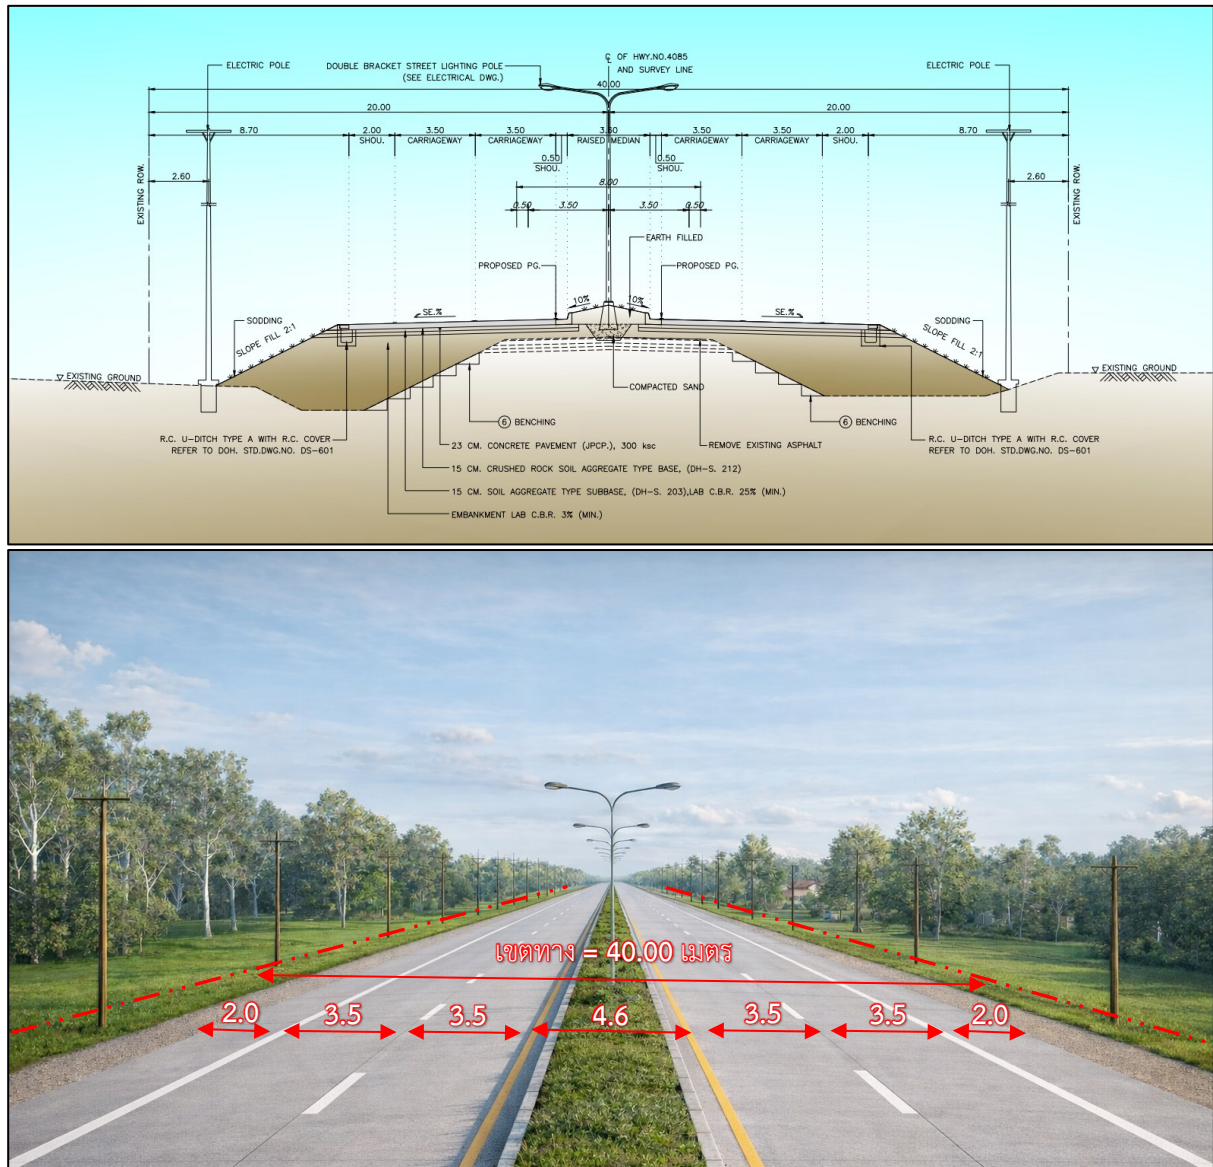 ℄ OF HWY.NO.4085
AND SURVEY LINE
ELECTRIC POLE
DOUBLE BRACKET STREET LIGHTING POLE
(SEE ELECTRICAL DWG.)
ELECTRIC POLE
40.00
20.00
20.00
8.70
2.00
3.50
3.50
3.60
3.50
3.50
2.00
8.70
SHOU.
CARRIAGEWAY
CARRIAGEWAY
RAISED MEDIAN
CARRIAGEWAY
CARRIAGEWAY
SHOU.
0.50
SHOU.
0.50
SHOU.
2.60
2.60
EXISTING ROW.
EXISTING ROW.
8.00
0.50
3.50
3.50
0.50
EARTH FILLED
PROPOSED PG.
PROPOSED PG.
10%
10%
SE.%
SE.%
SODDING
SODDING
SLOPE FILL 2:1
SLOPE FILL 2:1
EXISTING GROUND
EXISTING GROUND
COMPACTED SAND
6 BENCHING
6 BENCHING
R.C. U-DITCH TYPE A WITH R.C. COVER
REFER TO DOH. STD.DWG.NO. DS-601
R.C. U-DITCH TYPE A WITH R.C. COVER
REFER TO DOH. STD.DWG.NO. DS-601
23 CM. CONCRETE PAVEMENT (JPCP.), 300 ksc
REMOVE EXISTING ASPHALT
15 CM. CRUSHED ROCK SOIL AGGREGATE TYPE BASE, (DH-S. 212)
15 CM. SOIL AGGREGATE TYPE SUBBASE, (DH-S. 203),LAB C.B.R. 25% (MIN.)
EMBANKMENT LAB C.B.R. 3% (MIN.)
เขตทาง = 40.00 เมตร
2.0
3.5
3.5
4.6
3.5
3.5
2.0